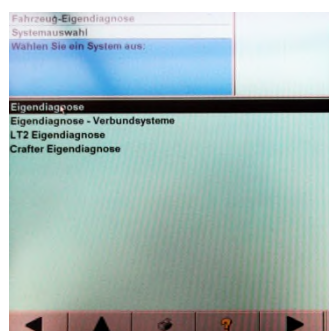 Fahrzeug-Eigendiagnose
Systemauswahl
Wählen Sie ein System aus:
Eigendiagnose
Eigendiagnose - Verbundsysteme
LT2 Eigendiagnose
Crafter Eigendiagnose
?